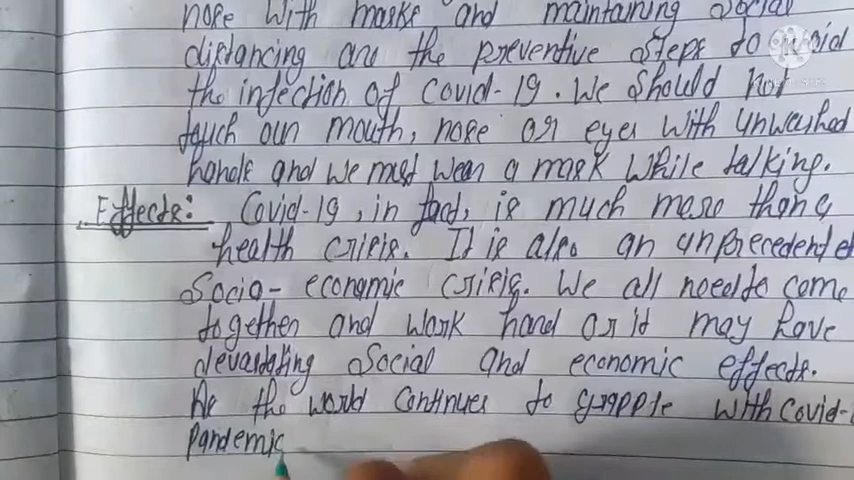 nose with masks and maintaining social
distancing are the preventive steps to avoid
the infection of covid-19. We should not
touch our mouth, nose or eyes with unwashed
hands and we must wear a mask while talking.
Effects: Covid-19, in fact, is much more than a
health crisis. It is also an unprecedented
Socio-economic crisis. We all need to come
together and work hand or it may have
devastating social and economic effects.
As the world continues to grapple with covid-
Pandemic